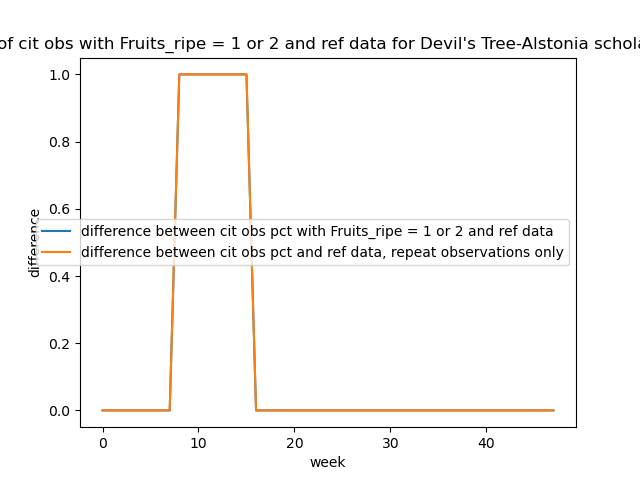 of cit obs with Fruits_ripe = 1 or 2 and ref data for Devil's Tree-Alstonia
1.0
0.8
0.6
0.4
0.2
0.0
difference
difference between cit obs pct with Fruits_ripe = 1 or 2 and ref data
difference between cit obs pct and ref data, repeat observations only
0 10 20 30 40
week